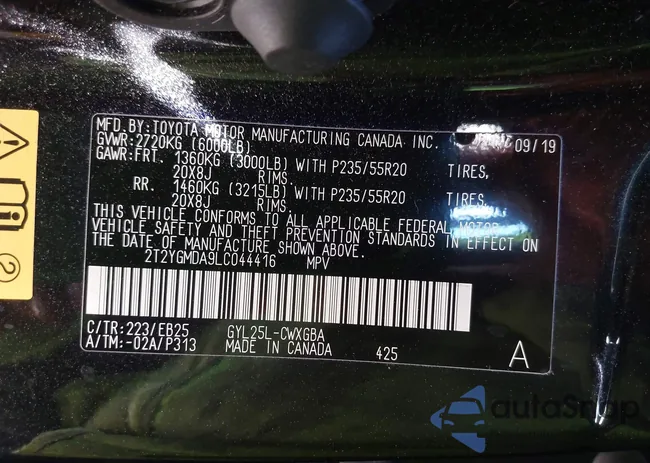 MFD.BY:TOYOTA MOTOR MANUFACTURING CANADA INC. 09/19
GVWR:2720KG (6000LB)
GAWR:FRT. 1360KG (3000LB) WITH P235/55R20 TIRES,
20X8J RIMS.
RR. 1460KG (3215LB) WITH P235/55R20 TIRES,
20X8J RIMS.
THIS VEHICLE CONFORMS TO ALL APPLICABLE FEDERAL MOTOR
VEHICLE SAFETY AND THEFT PREVENTION STANDARDS IN EFFECT ON
THE DATE OF MANUFACTURE SHOWN ABOVE.
2T2YGMDA9LC044416 MPV
C/TR:223/EB25 GYL25L-CWXGBA
A/TM:-02A/P313 MADE IN CANADA 425 A
autoSnap